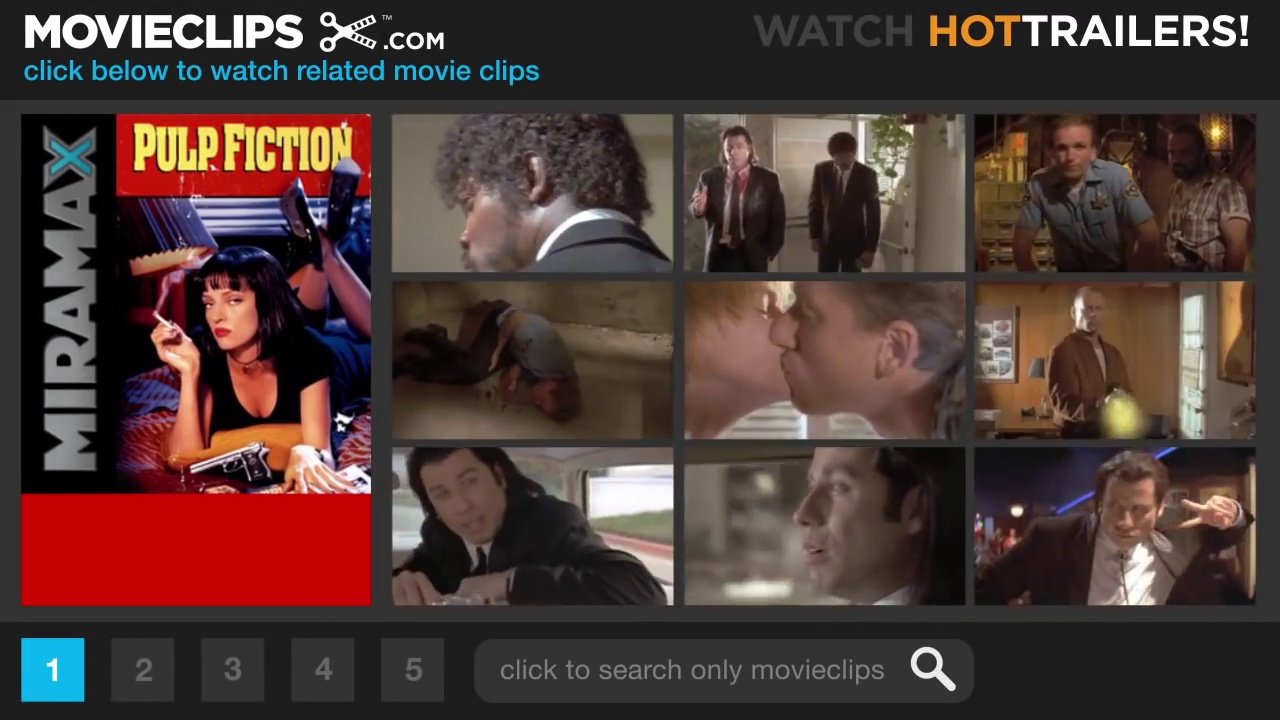 MOVIECLIPS ™ .COM
click below to watch related movie clips
WATCH HOTTRAILERS!
MIRAMAX
PULP FICTION
1 2 3 4 5
click to search only movieclips